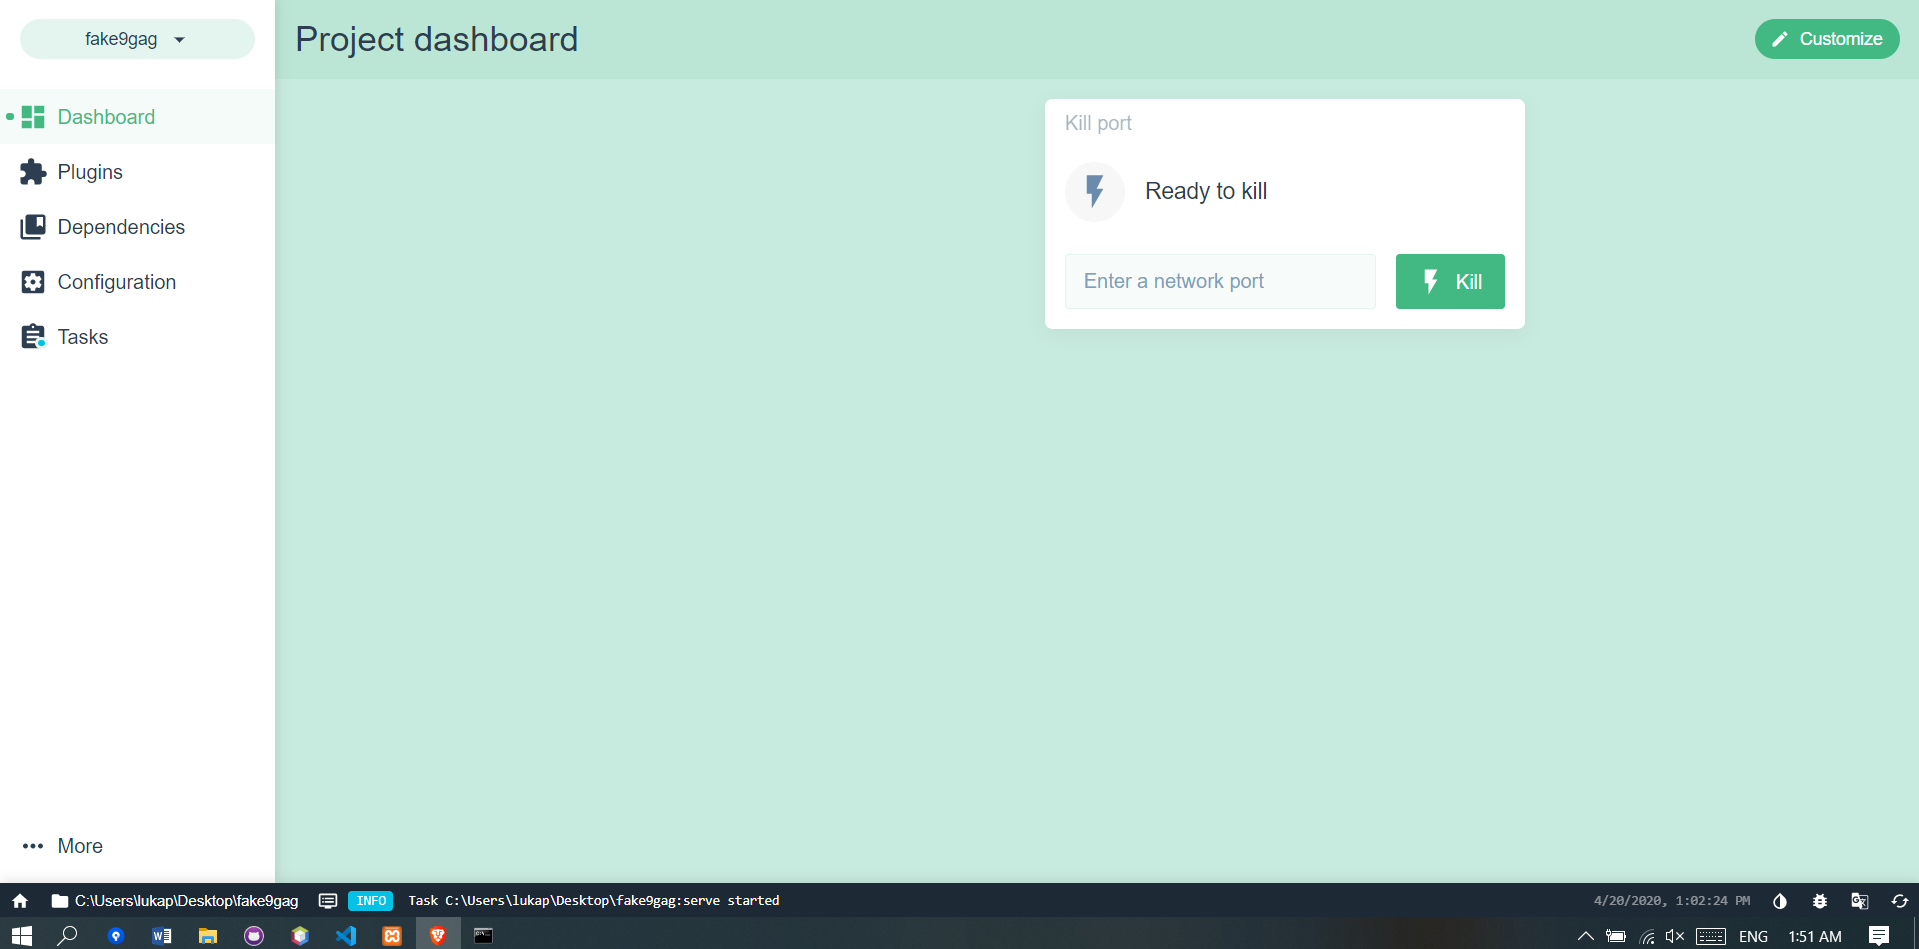 fake9gag
Project dashboard
Customize
Dashboard
Plugins
Dependencies
Configuration
Tasks
More
Kill port
Ready to kill
Enter a network port
Kill
C:\Users\lukap\Desktop\fake9gag
INFO
Task C:\Users\lukap\Desktop\fake9gag:serve started
4/20/2020, 1:02:24 PM
ENG
1:51 AM